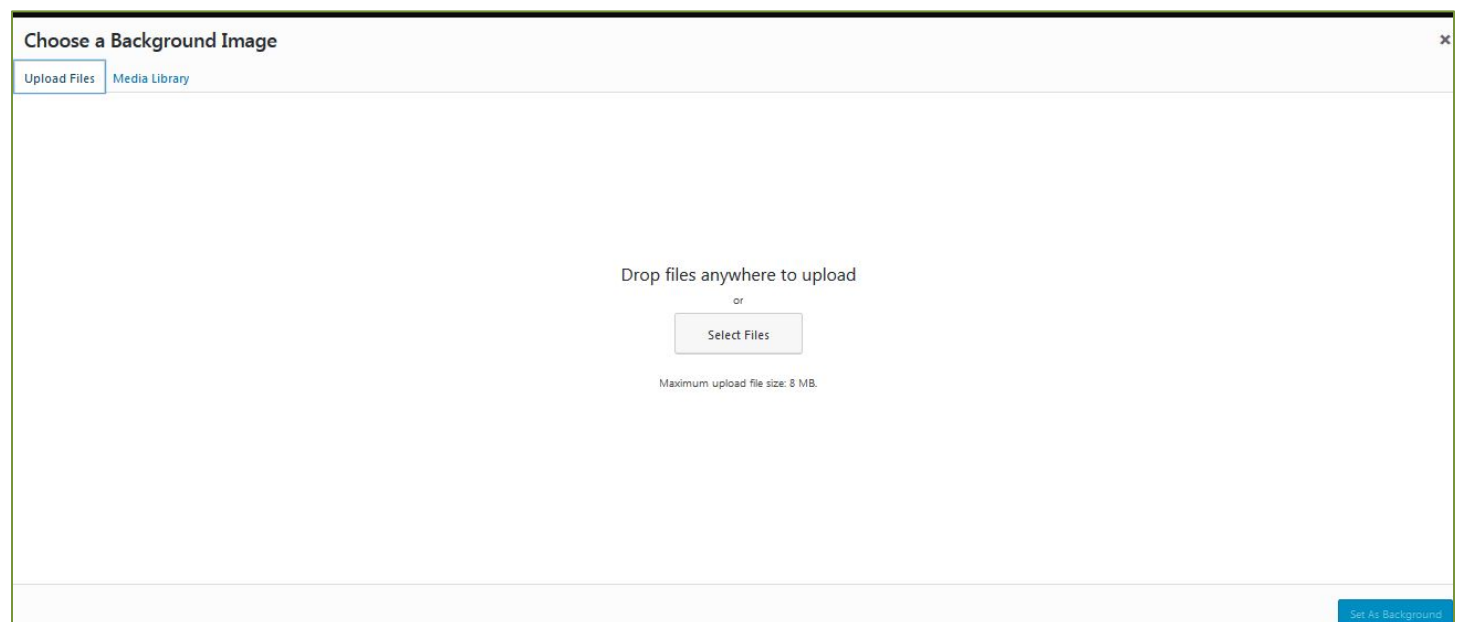 Choose a Background Image
×
Upload Files Media Library
Drop files anywhere to upload
or
Select Files
Maximum upload file size: 8 MB.
Set As Background